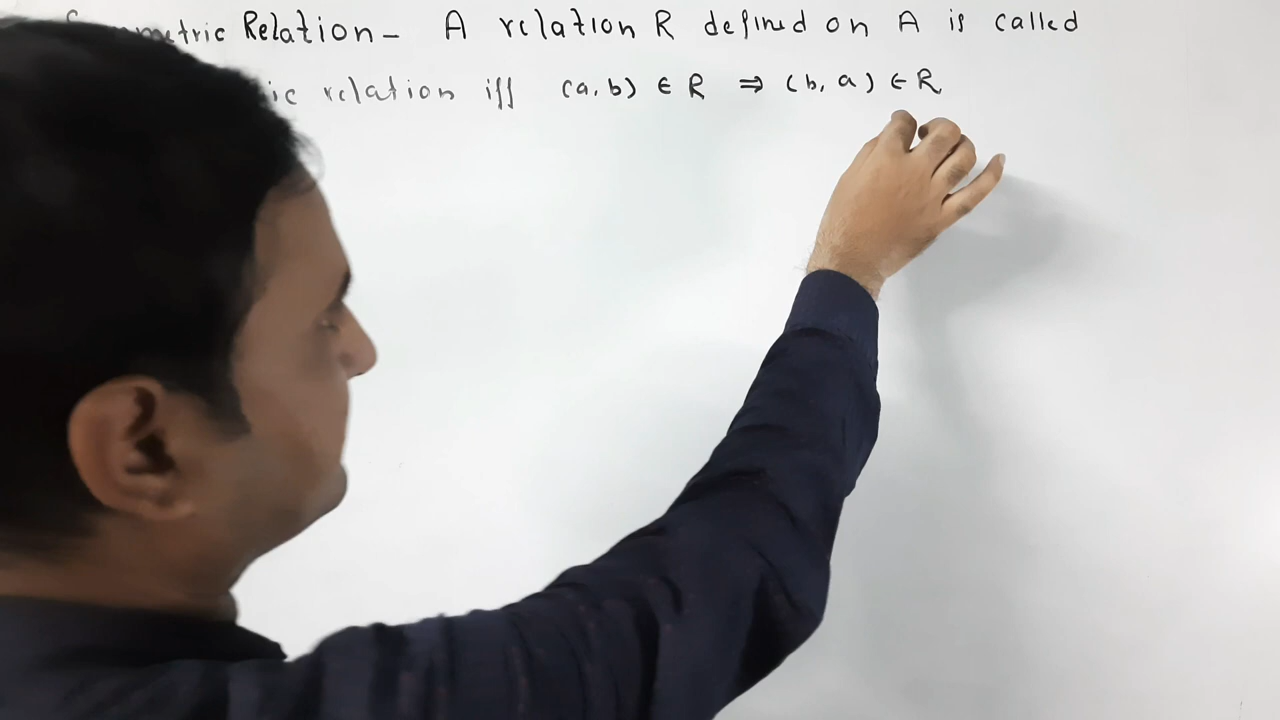 Relation - A relation R defined on A is called
relation iff (a, b) ∈ R ⇒ (b, a) ∈ R